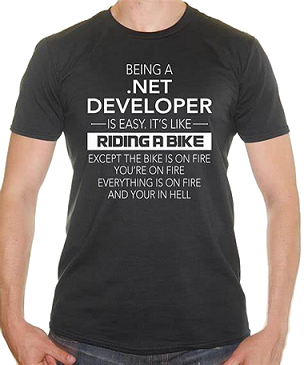 BEING A
.NET
DEVELOPER
IS EASY. IT'S LIKE
RIDING A BIKE
EXCEPT THE BIKE IS ON FIRE
YOU'RE ON FIRE
EVERYTHING IS ON FIRE
AND YOUR IN HELL